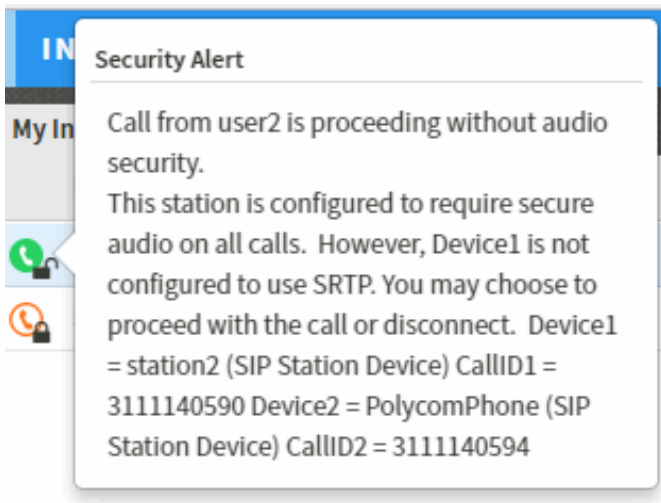 IN
Security Alert
My In
Call from user2 is proceeding without audio
security.
This station is configured to require secure
audio on all calls.  However, Device1 is not
configured to use SRTP. You may choose to
proceed with the call or disconnect.  Device1
= station2 (SIP Station Device) CallID1 =
3111140590 Device2 = PolycomPhone (SIP
Station Device) CallID2 = 3111140594